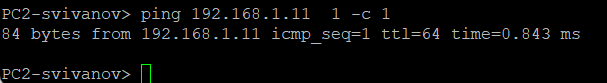 PC2-svivanov> ping 192.168.1.11  1 -c 1
84 bytes from 192.168.1.11 icmp_seq=1 ttl=64 time=0.843 ms
PC2-svivanov>